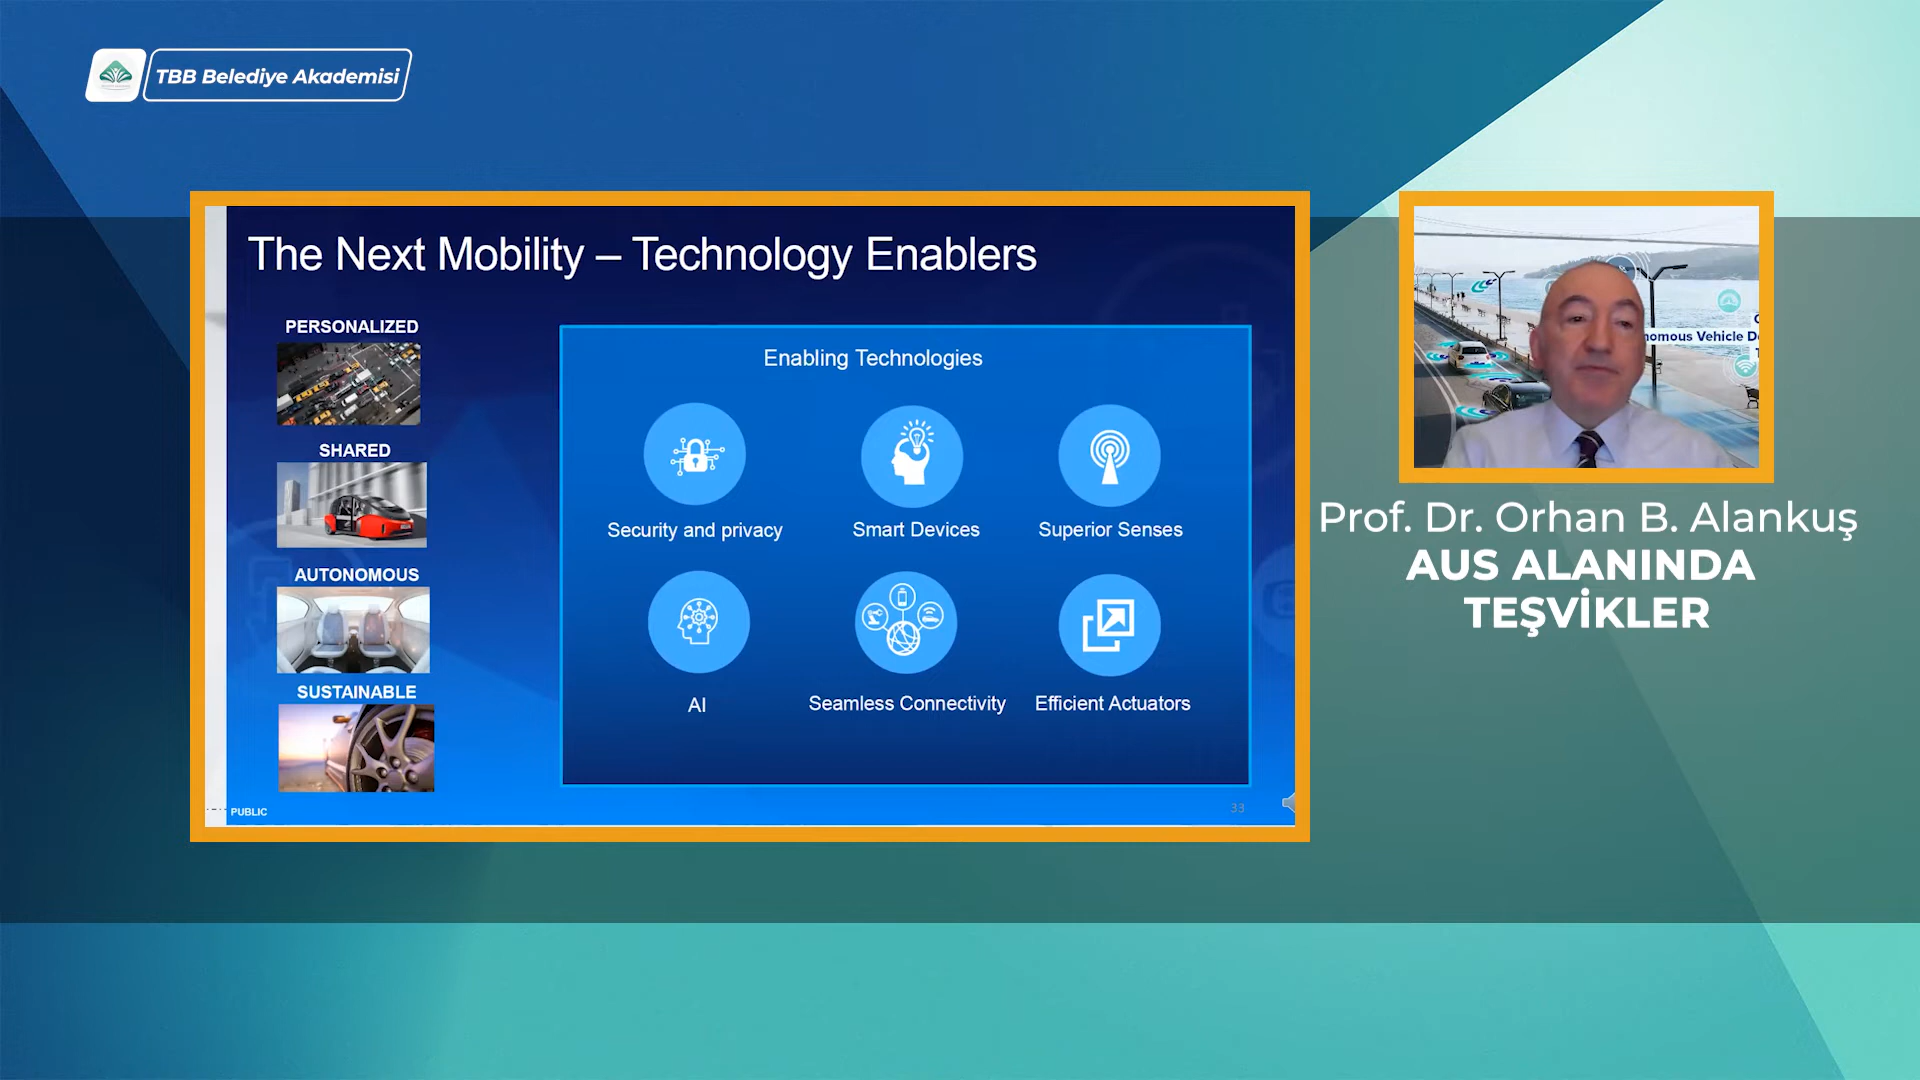 TBB Belediye Akademisi
The Next Mobility – Technology Enablers
PERSONALIZED
SHARED
AUTONOMOUS
SUSTAINABLE
Enabling Technologies
Security and privacy
Smart Devices
Superior Senses
AI
Seamless Connectivity
Efficient Actuators
PUBLIC
33
Vehicle
Prof. Dr. Orhan B. Alankuş
AUS ALANINDA
TEŞVİKLER